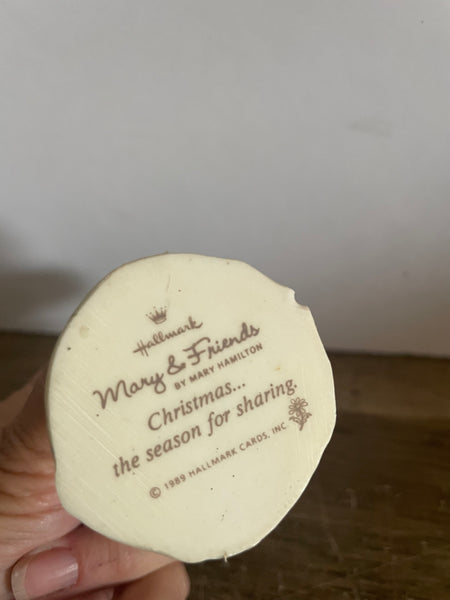 Hallmark
Mary & Friends
BY MARY HAMILTON
Christmas...
the season for sharing.
© 1989 HALLMARK CARDS, INC